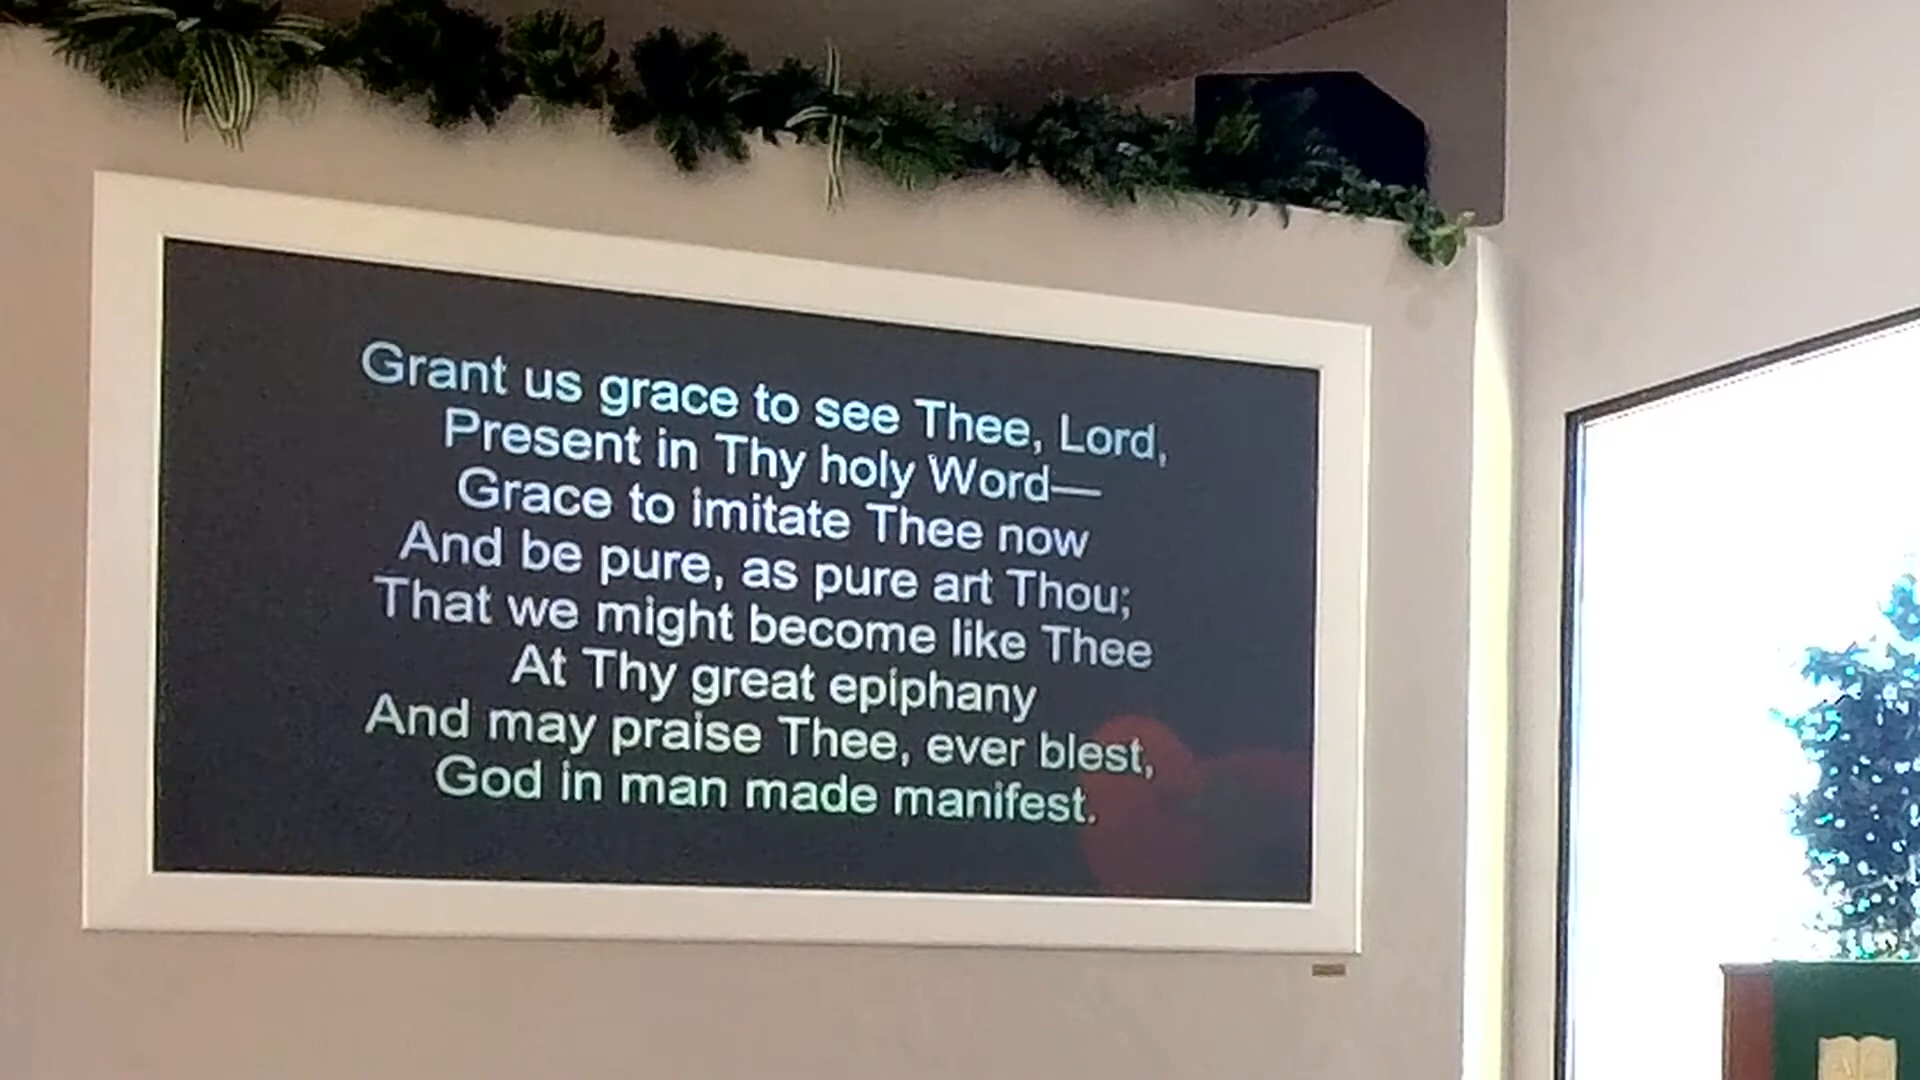 Grant us grace to see Thee, Lord,
Present in Thy holy Word—
Grace to imitate Thee now
And be pure, as pure art Thou;
That we might become like Thee
At Thy great epiphany
And may praise Thee, ever blest,
God in man made manifest.